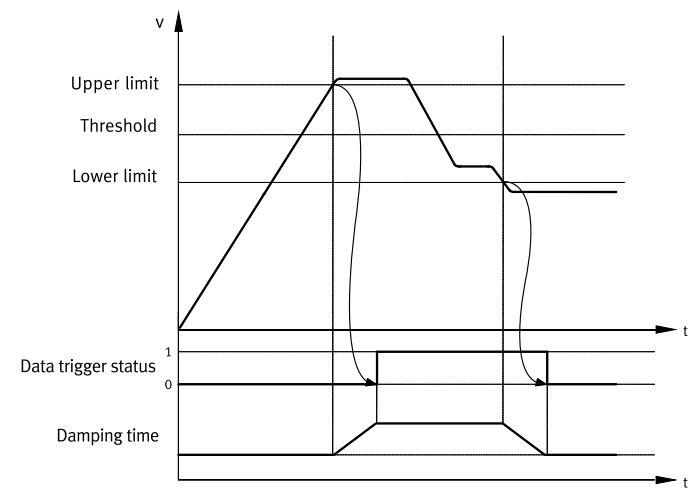 v
Upper limit
Threshold
Lower limit
t
1
Data trigger status
0
Damping time
t